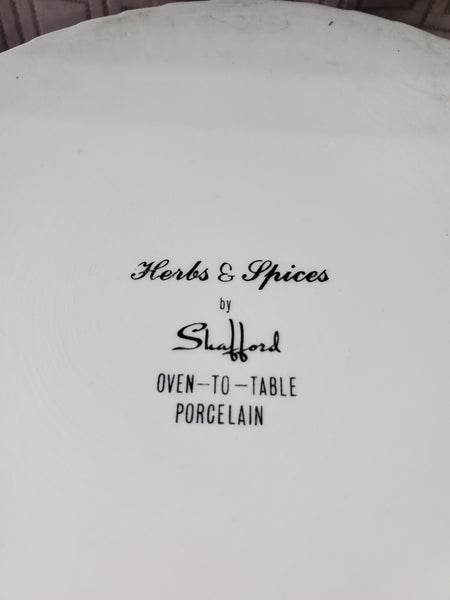 Herbs & Spices
by
Shafford
OVEN-TO-TABLE
PORCELAIN